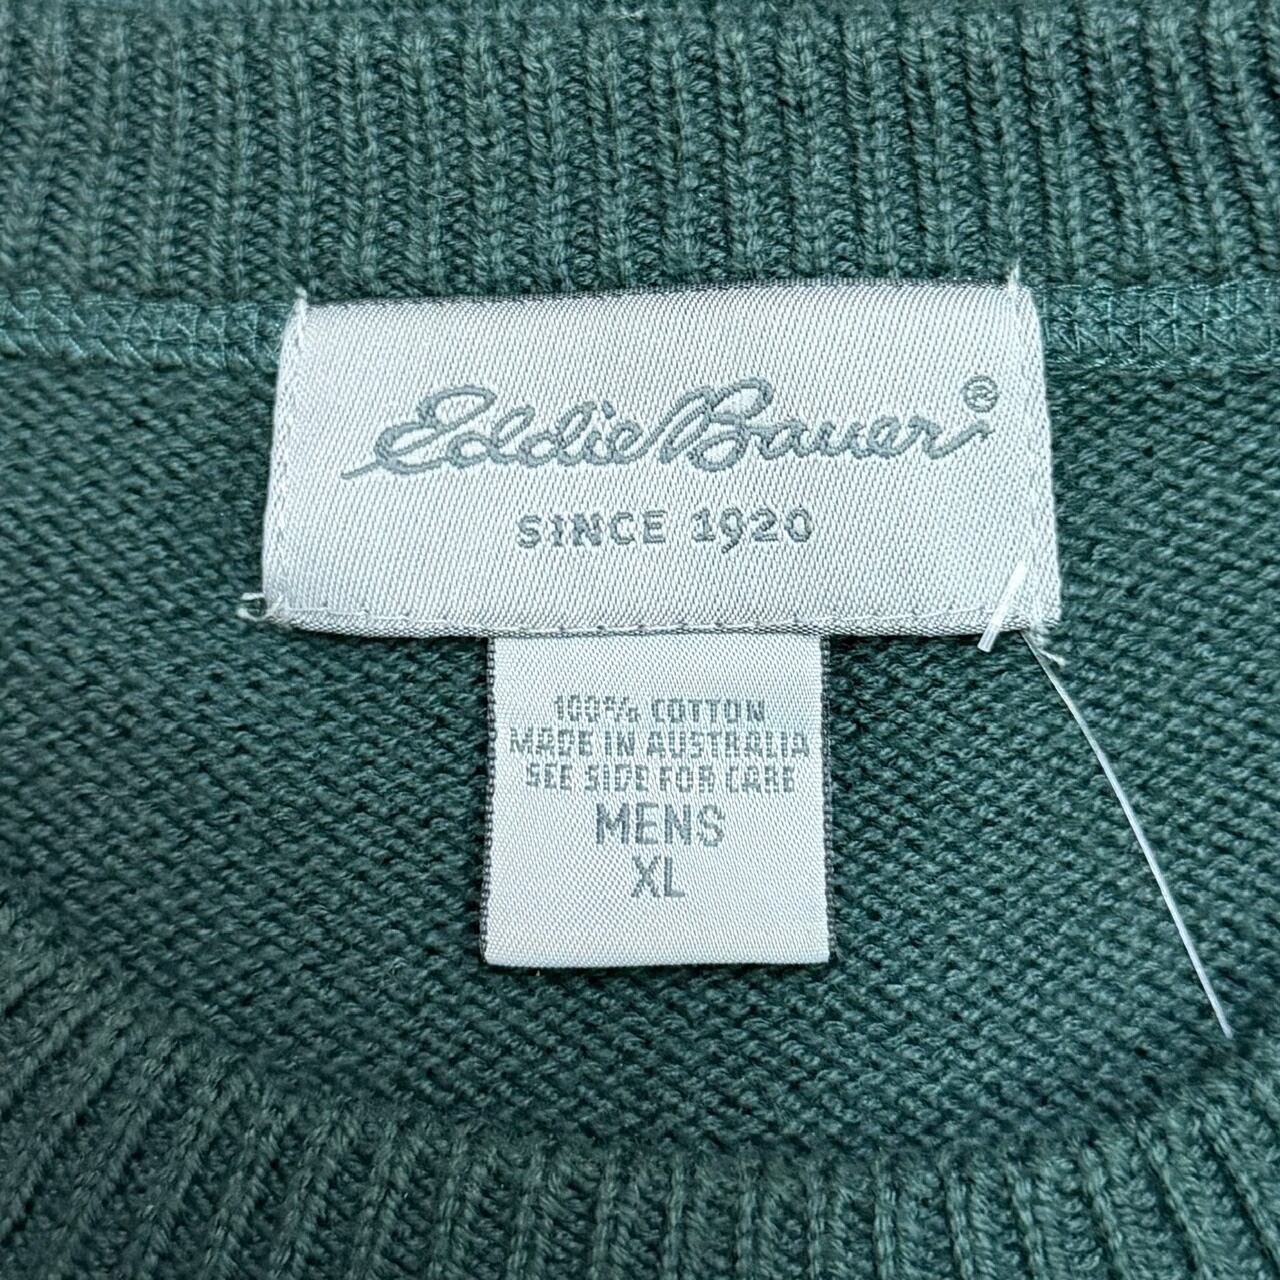 Eddie Bauer®
SINCE 1920
100% COTTON
MADE IN AUSTRALIA
SEE SIDE FOR CARE
MENS
XL